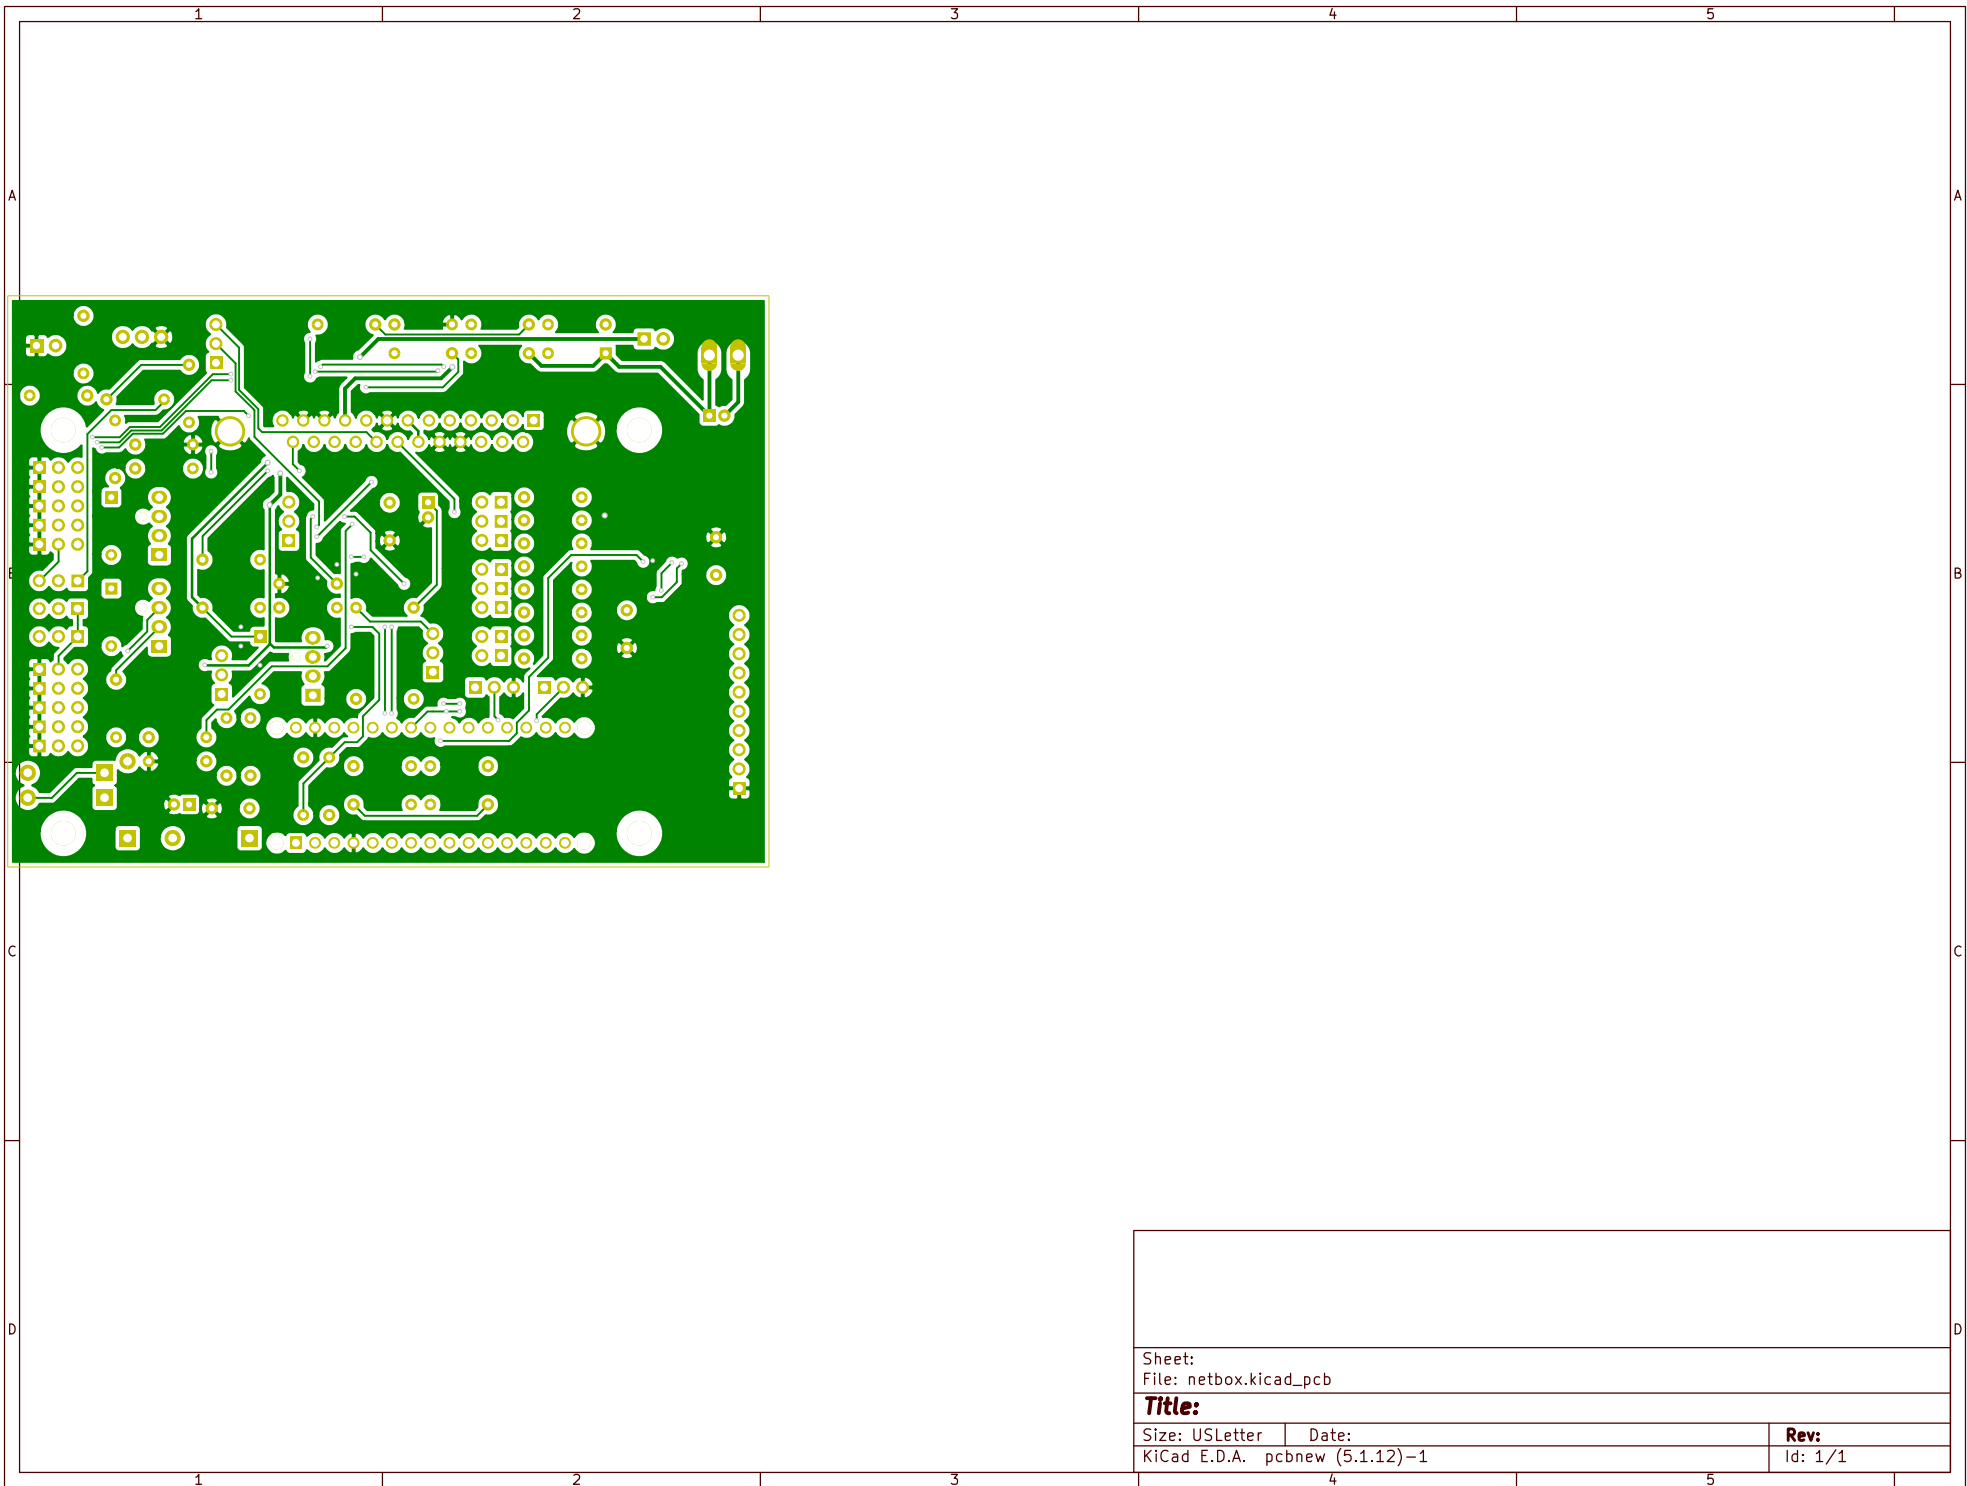 1 2 3 4 5
A A
B B
C C
D D
Sheet:
File: netbox.kicad_pcb
Title:
Size: USLetter Date: Rev:
KiCad E.D.A. pcbnew (5.1.12)-1 Id: 1/1
1 2 3 4 5